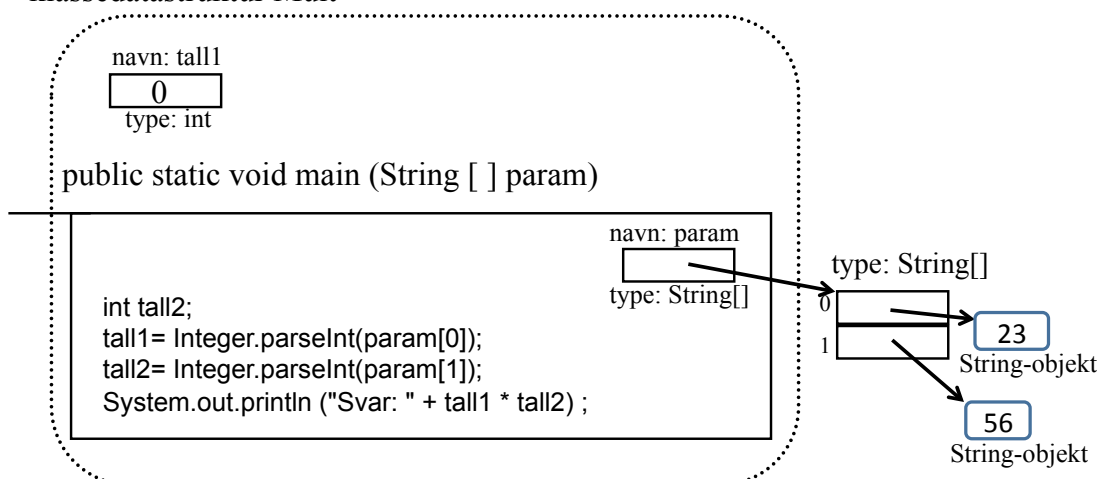 navn: tall1
0
type: int
public static void main (String [ ] param)
navn: param
type: String[]
type: String[]
0
1
23
String-objekt
56
String-objekt
int tall2;
tall1= Integer.parseInt(param[0]);
tall2= Integer.parseInt(param[1]);
System.out.println ("Svar: " + tall1 * tall2) ;